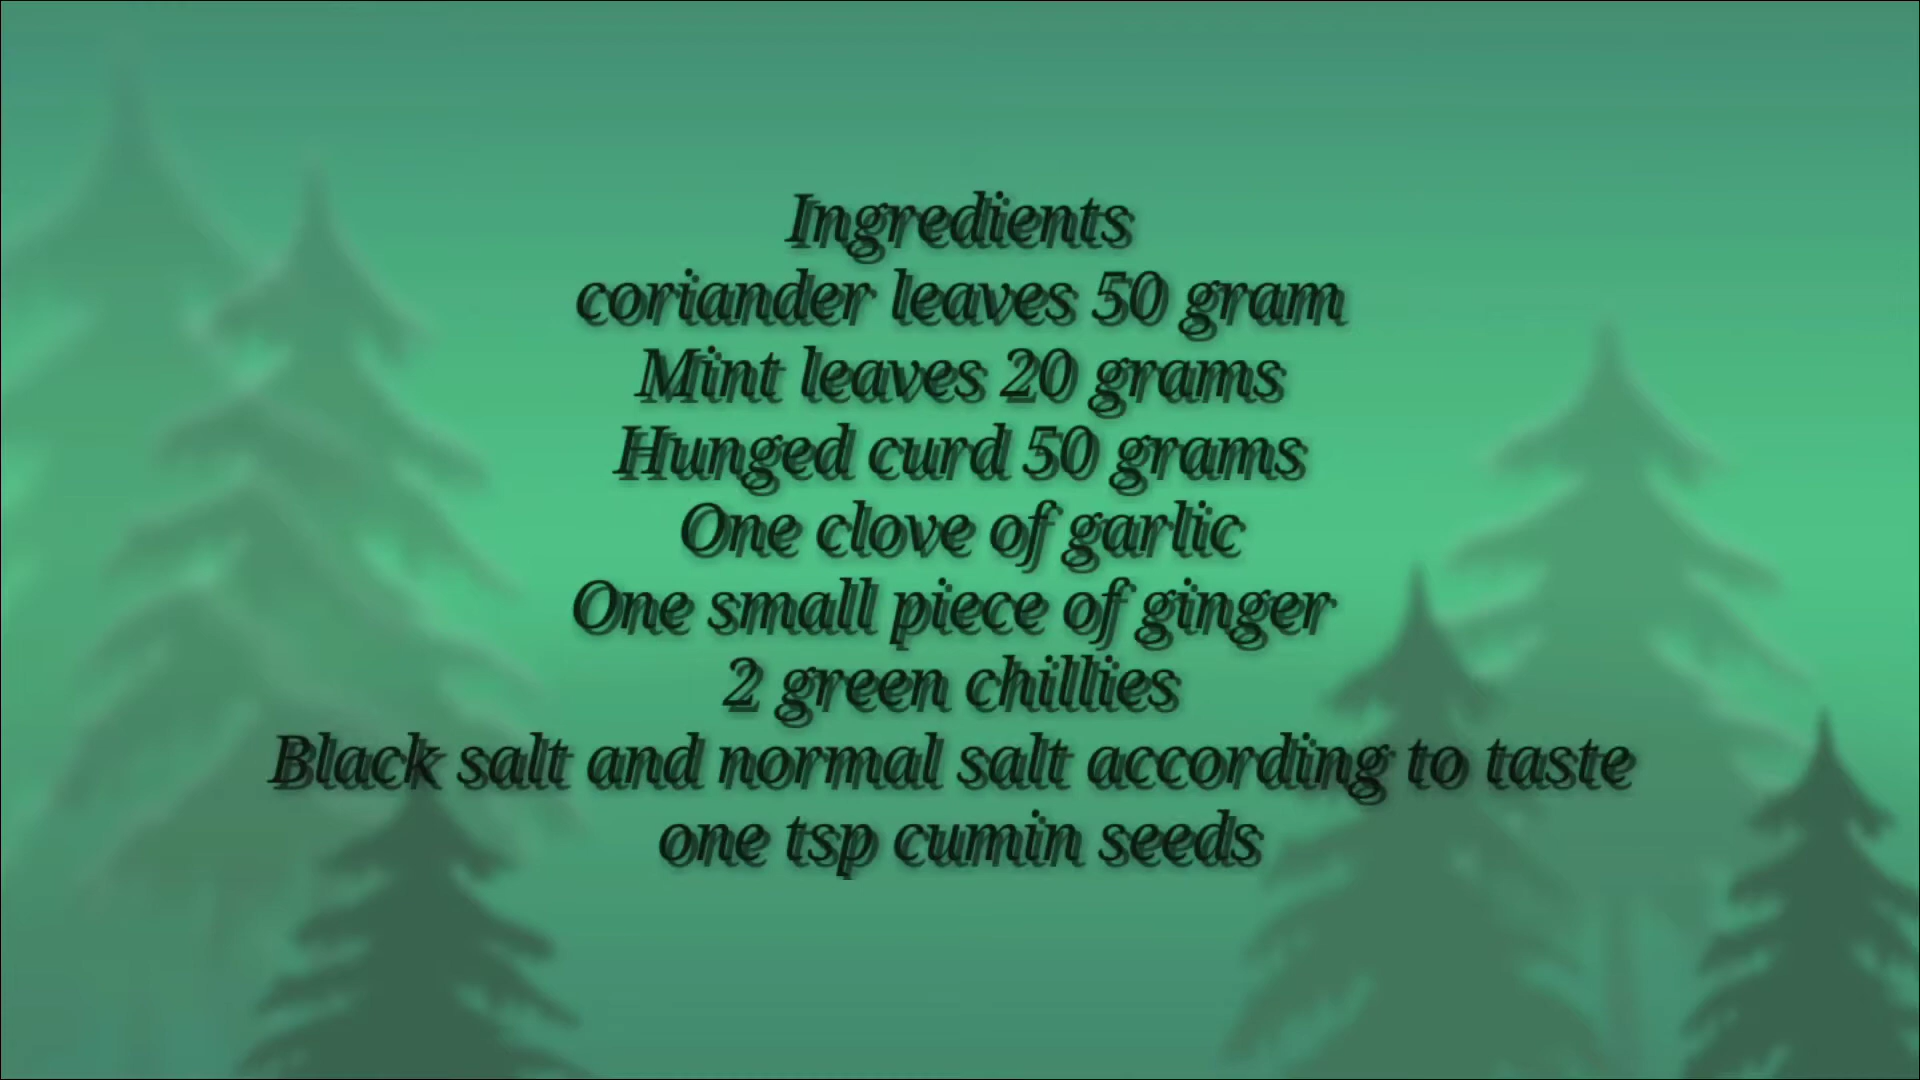 Ingredients
coriander leaves 50 gram
Mint leaves 20 grams
Hunged curd 50 grams
One clove of garlic
One small piece of ginger
2 green chillies
Black salt and normal salt according to taste
one tsp cumin seeds